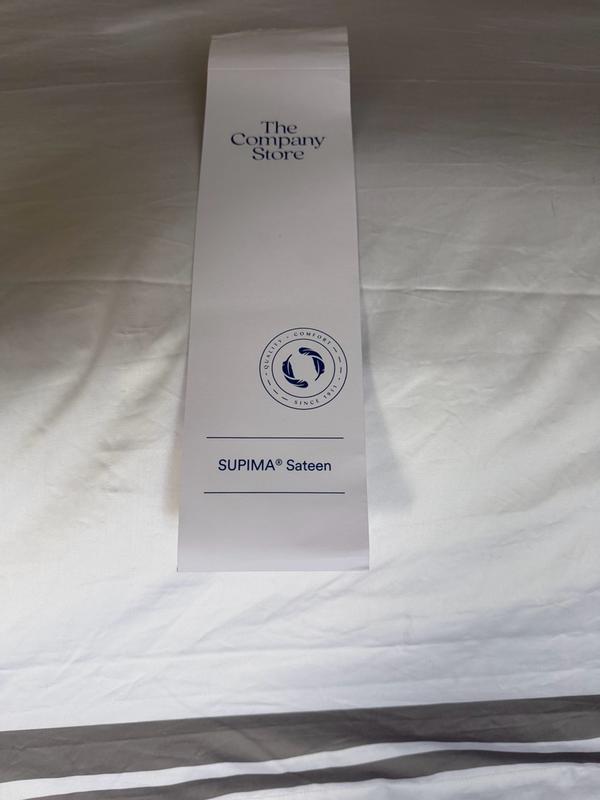 The
Company
Store
QUALITY • COMFORT
SINCE 1911
SUPIMA® Sateen